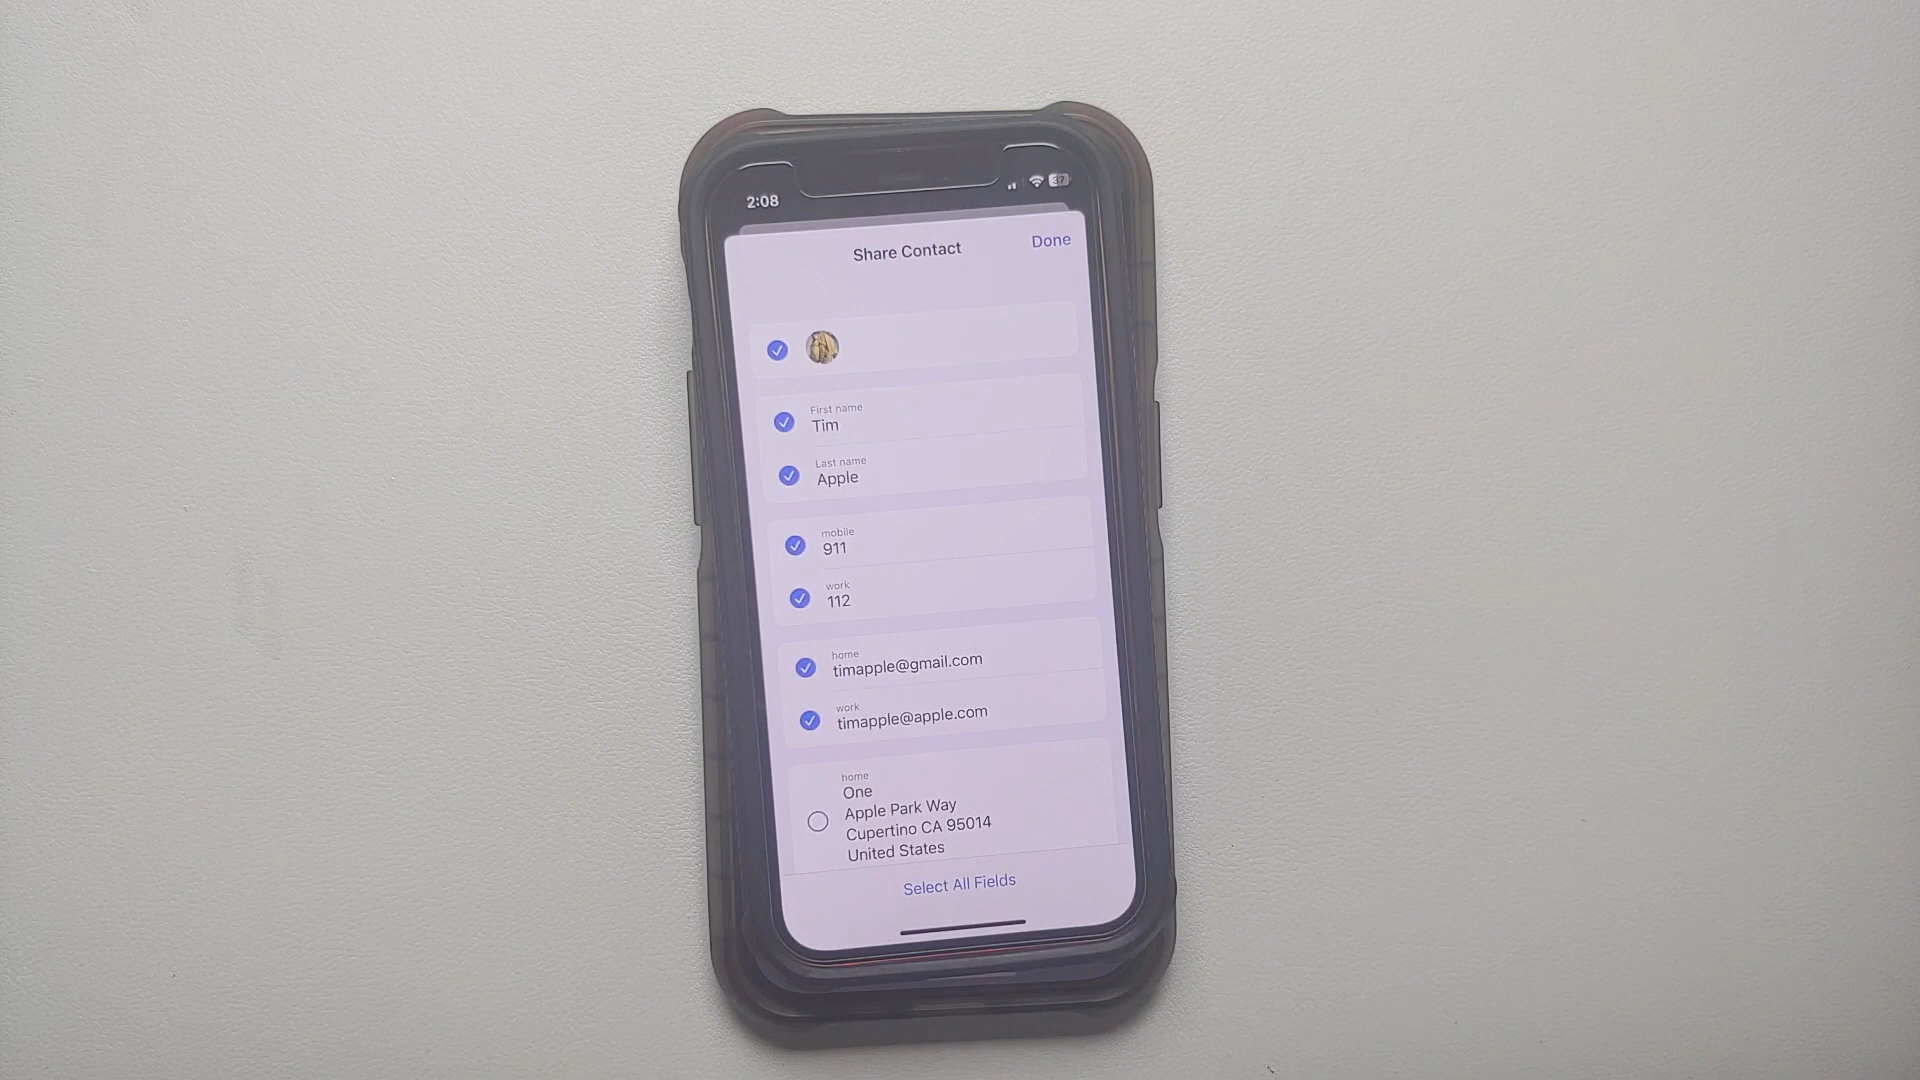 2:08
37
Share Contact
Done
First name
Tim
Last name
Apple
mobile
911
work
112
home
timapple@gmail.com
work
timapple@apple.com
home
One
Apple Park Way
Cupertino CA 95014
United States
Select All Fields